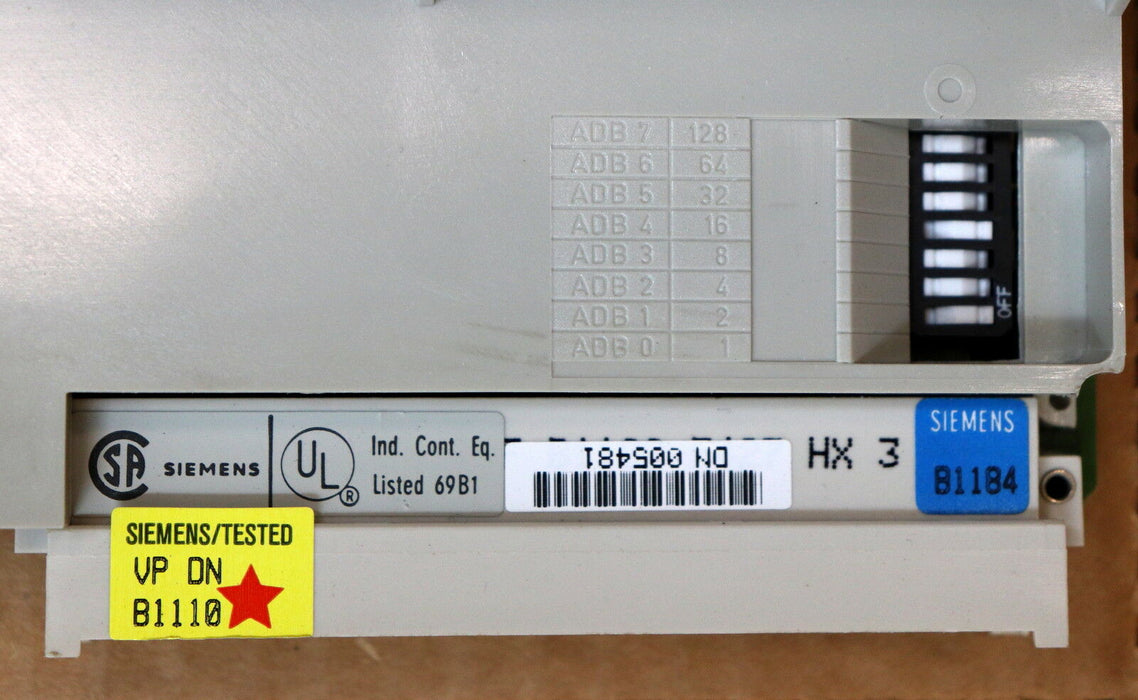 ADB 7 128
ADB 6 64
ADB 5 32
ADB 4 16
ADB 3 8
ADB 2 4
ADB 1 2
ADB 0 1
OFF
SA SIEMENS
UL
R
Ind. Cont. Eq.
Listed 69B1
DN 005481
HX 3
SIEMENS
B1184
SIEMENS/TESTED
VP DN
B1110